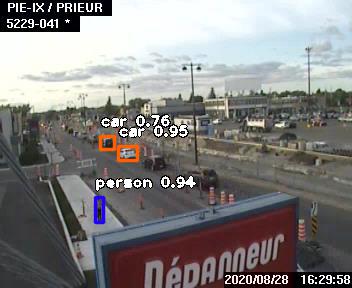 PIE-IX / PRIEUR
5229-041 *
car 0.76
car 0.95
person 0.94
DÉPANNEUR
2020/08/28 16:29:58